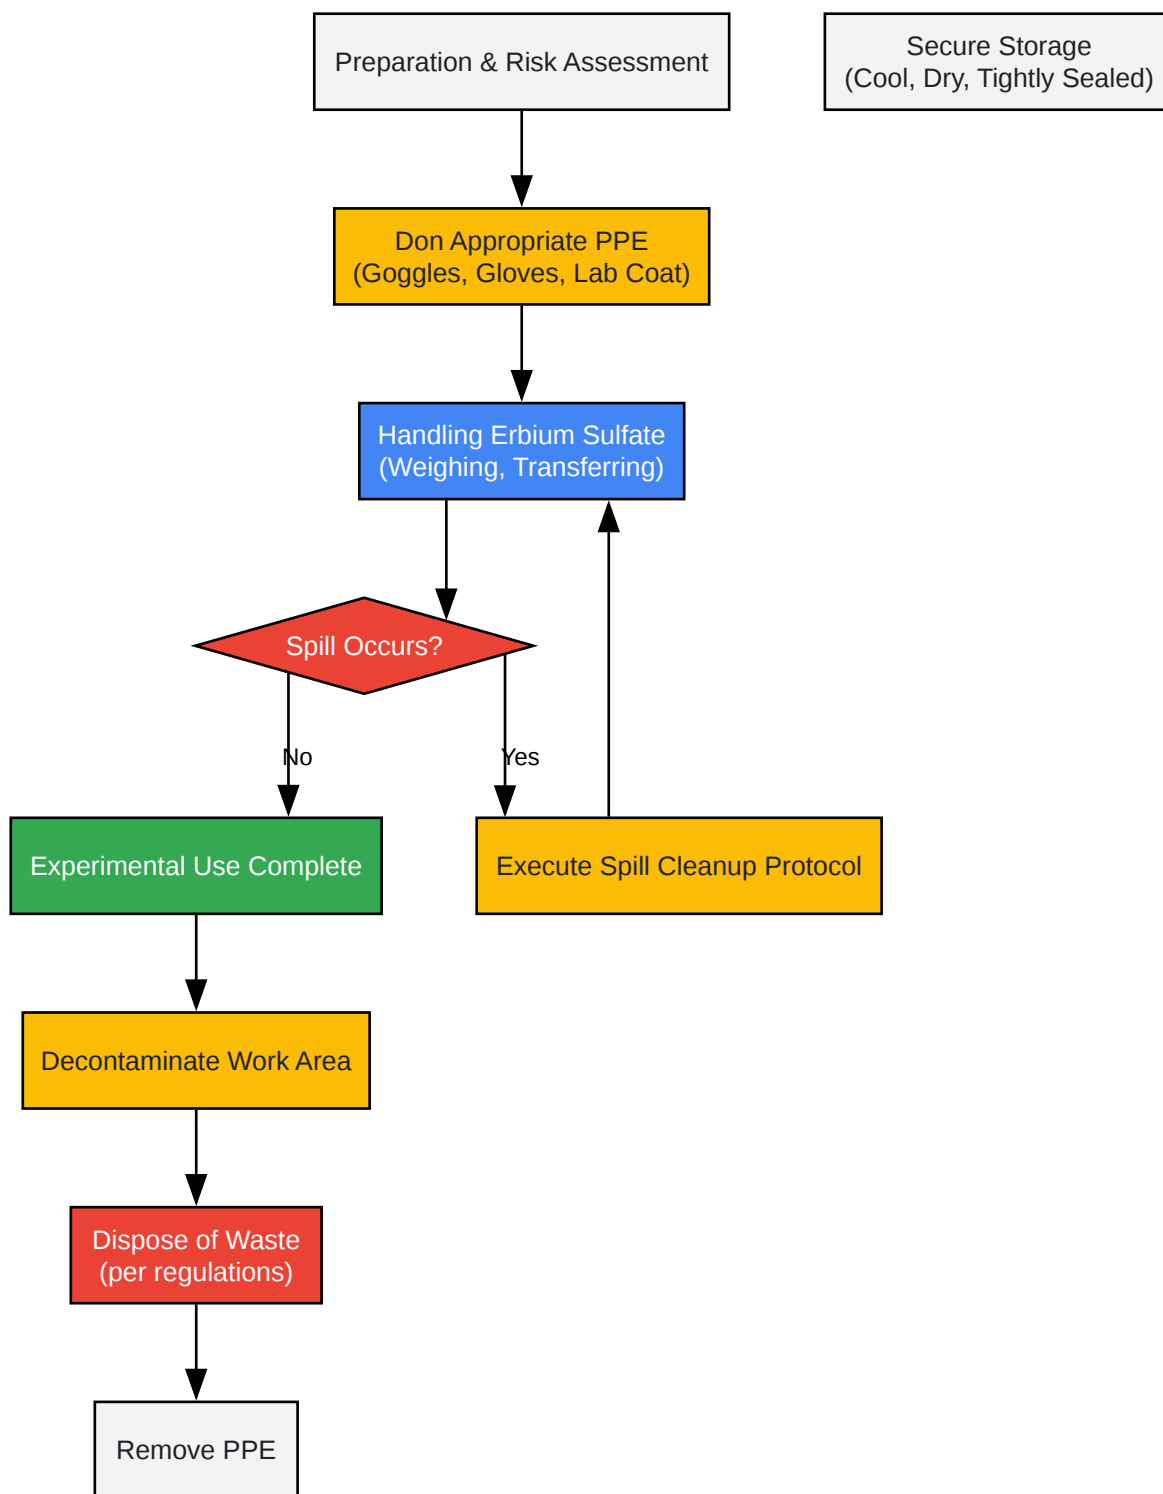 Preparation & Risk Assessment
Secure Storage
(Cool, Dry, Tightly Sealed)
Don Appropriate PPE
(Goggles, Gloves, Lab Coat)
Handling Erbium Sulfate
(Weighing, Transferring)
Spill Occurs?
No
Yes
Experimental Use Complete
Execute Spill Cleanup Protocol
Decontaminate Work Area
Dispose of Waste
(per regulations)
Remove PPE